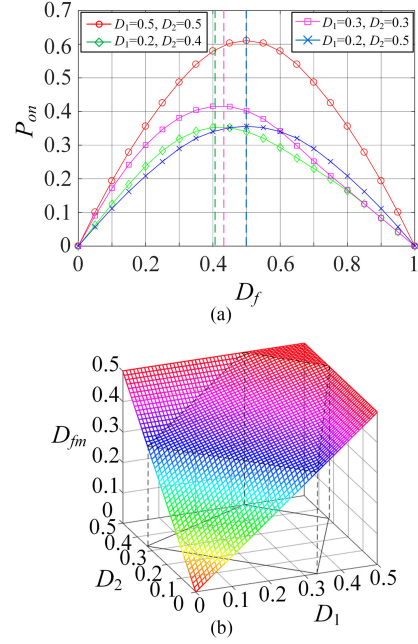 0.7
D1=0.5, D2=0.5
D1=0.2, D2=0.4
D1=0.3, D2=0.3
D1=0.2, D2=0.5
0.6
0.5
0.4
0.3
0.2
0.1
0
Pon
0 0.2 0.4 0.6 0.8 1
Df
(a)
0.5
0.4
0.3
0.2
0.1
0
Dfm
0.5
0.4
0.3
0.2
0.1
0
D2
0 0.1 0.2 0.3 0.4 0.5
D1
(b)